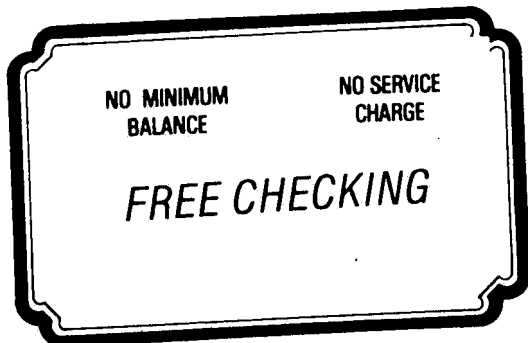 NO MINIMUM
BALANCE
NO SERVICE
CHARGE
FREE CHECKING